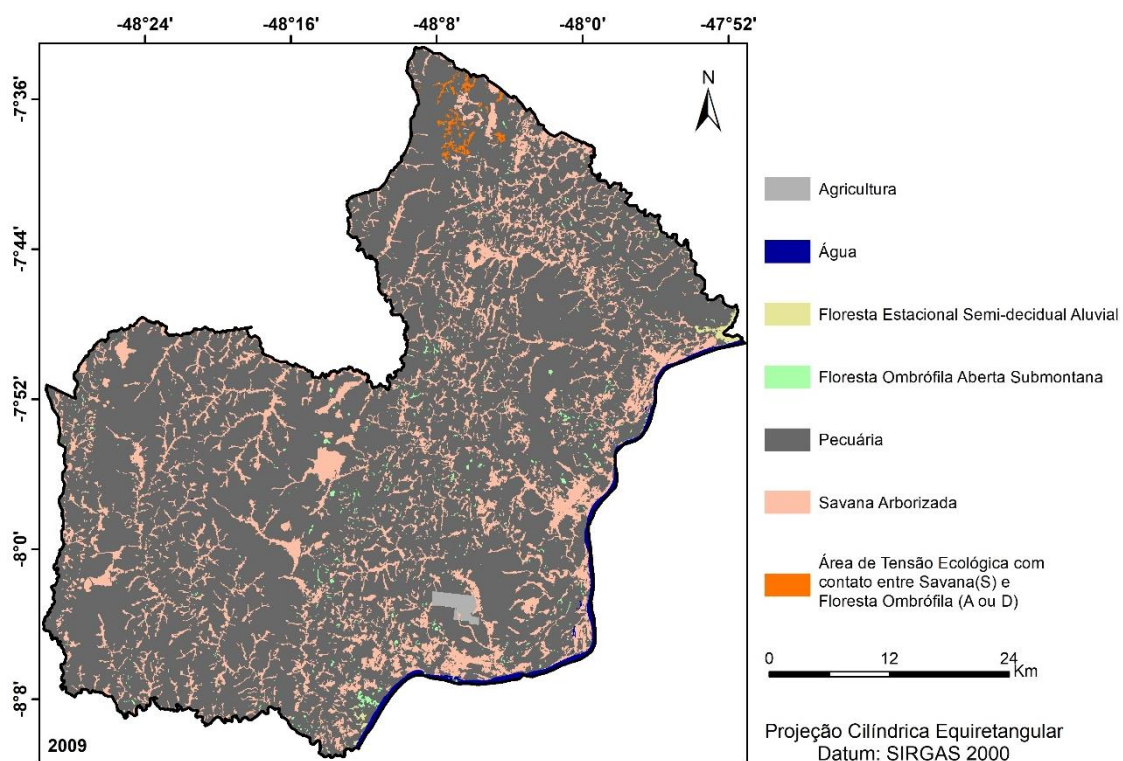 -48°24'
-48°16'
-48°8'
-48°0'
-47°52'
-7°36'
-7°44'
-7°52'
-8°0'
-8°8'
N
2009
Agricultura
Água
Floresta Estacional Semi-decidual Aluvial
Floresta Ombrófila Aberta Submontana
Pecuária
Savana Arborizada
Área de Tensão Ecológica com
contato entre Savana(S) e
Floresta Ombrófila (A ou D)
0 12 24
Km
Projeção Cilíndrica Equiretangular
Datum: SIRGAS 2000